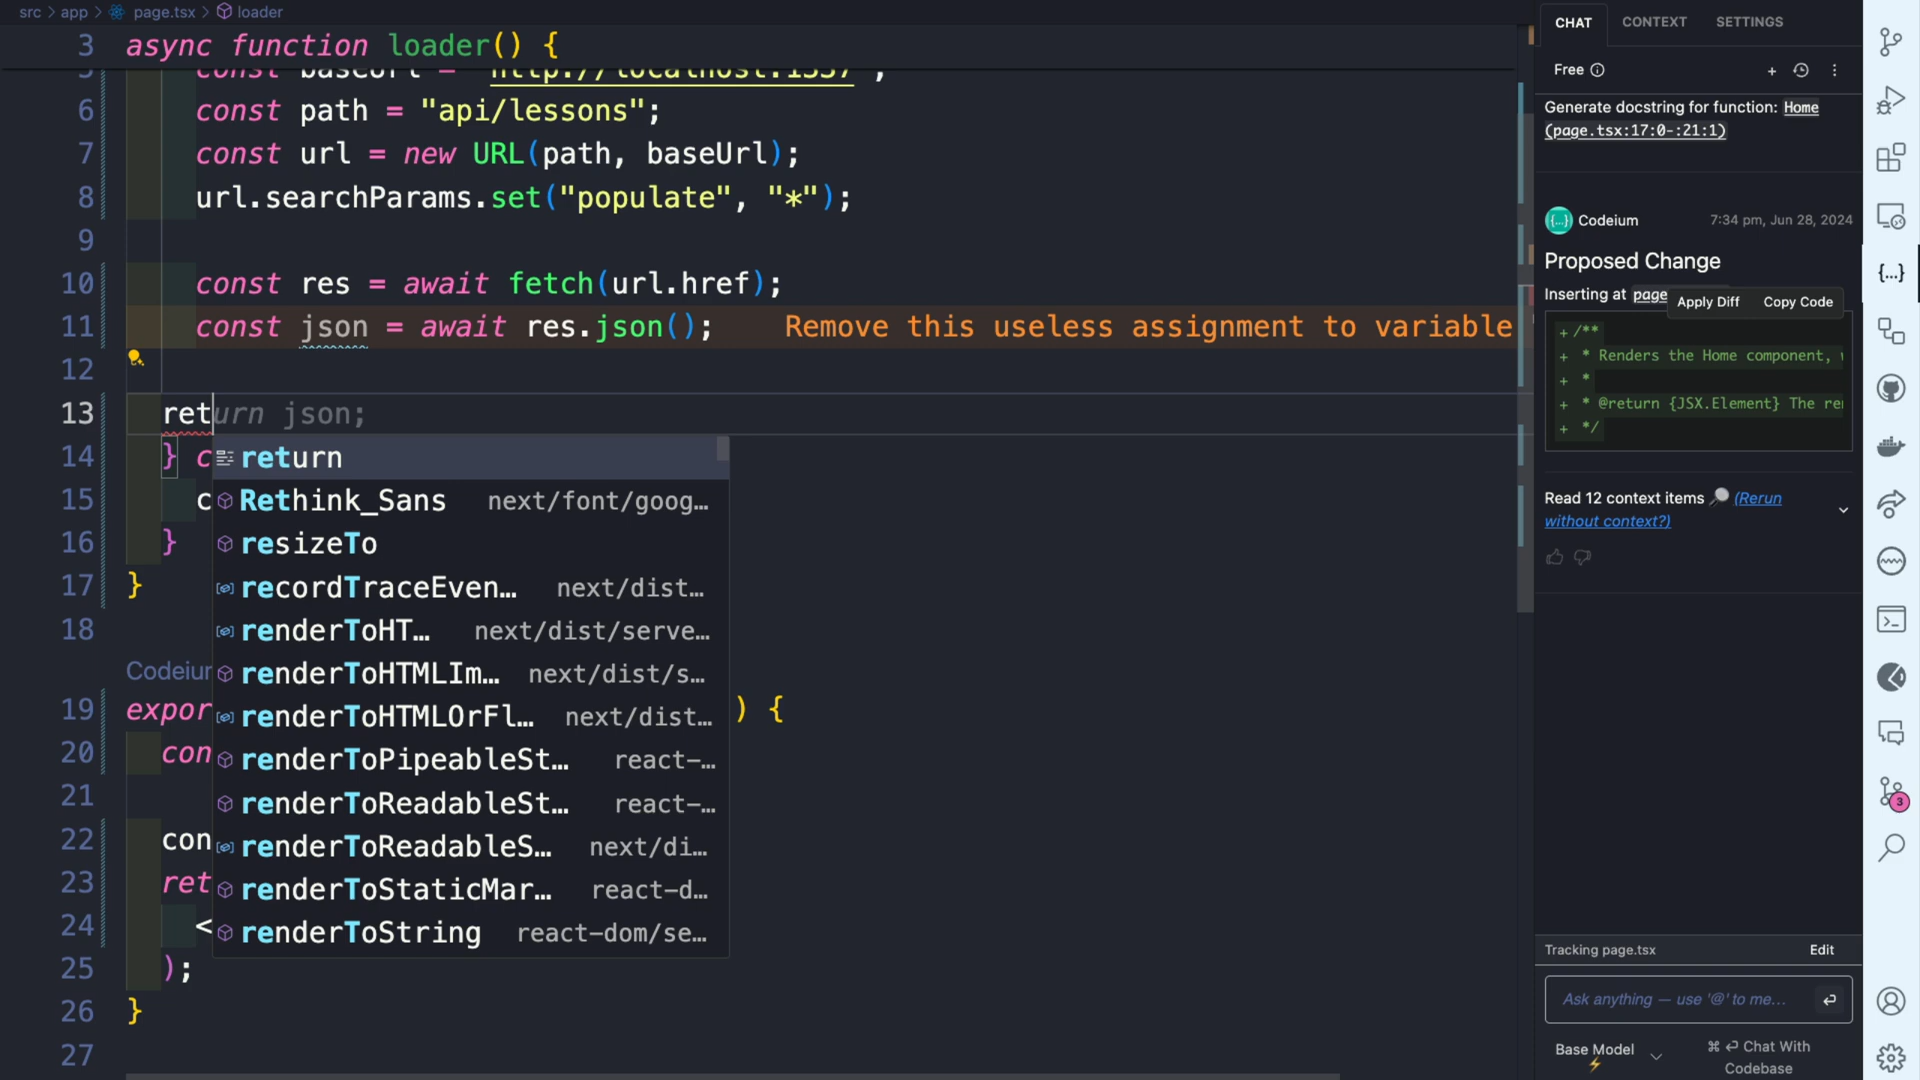 src > app > page.tsx > loader
3 async function loader() {
const baseUrl = "http://localhost:1337";
6 const path = "api/lessons";
7 const url = new URL(path, baseUrl);
8 url.searchParams.set("populate", "*");
9
10 const res = await fetch(url.href);
11 const json = await res.json(); Remove this useless assignment to variable
12
13 return json;
14 } c
return
15 c
Rethink_Sans next/font/goog…
16 }
resizeTo
17 }
recordTraceEven… next/dist…
18
renderToHT… next/dist/serve…
Codeium
renderToHTMLIm… next/dist/s…
19 expor
renderToHTMLOrFl… next/dist…
) {
20 con
renderToPipeableSt… react-…
21
renderToReadableSt… react-…
22 con
renderToReadableS… next/di…
23 ret
renderToStaticMar… react-d…
24 <
renderToString react-dom/se…
25 );
26 }
27
CHAT CONTEXT SETTINGS
Free
Generate docstring for function: Home
(page.tsx:17:0-:21:1)
{...} Codeium 7:34 pm, Jun 28, 2024
Proposed Change
Inserting at page
Apply Diff Copy Code
+ /**
+ * Renders the Home component,
+ *
+ * @return {JSX.Element} The
+ */
Read 12 context items (Rerun
without context?)
Tracking page.tsx Edit
Ask anything — use '@' to me…
Base Model ⌘ ⏎ Chat With
Codebase
{...}
3